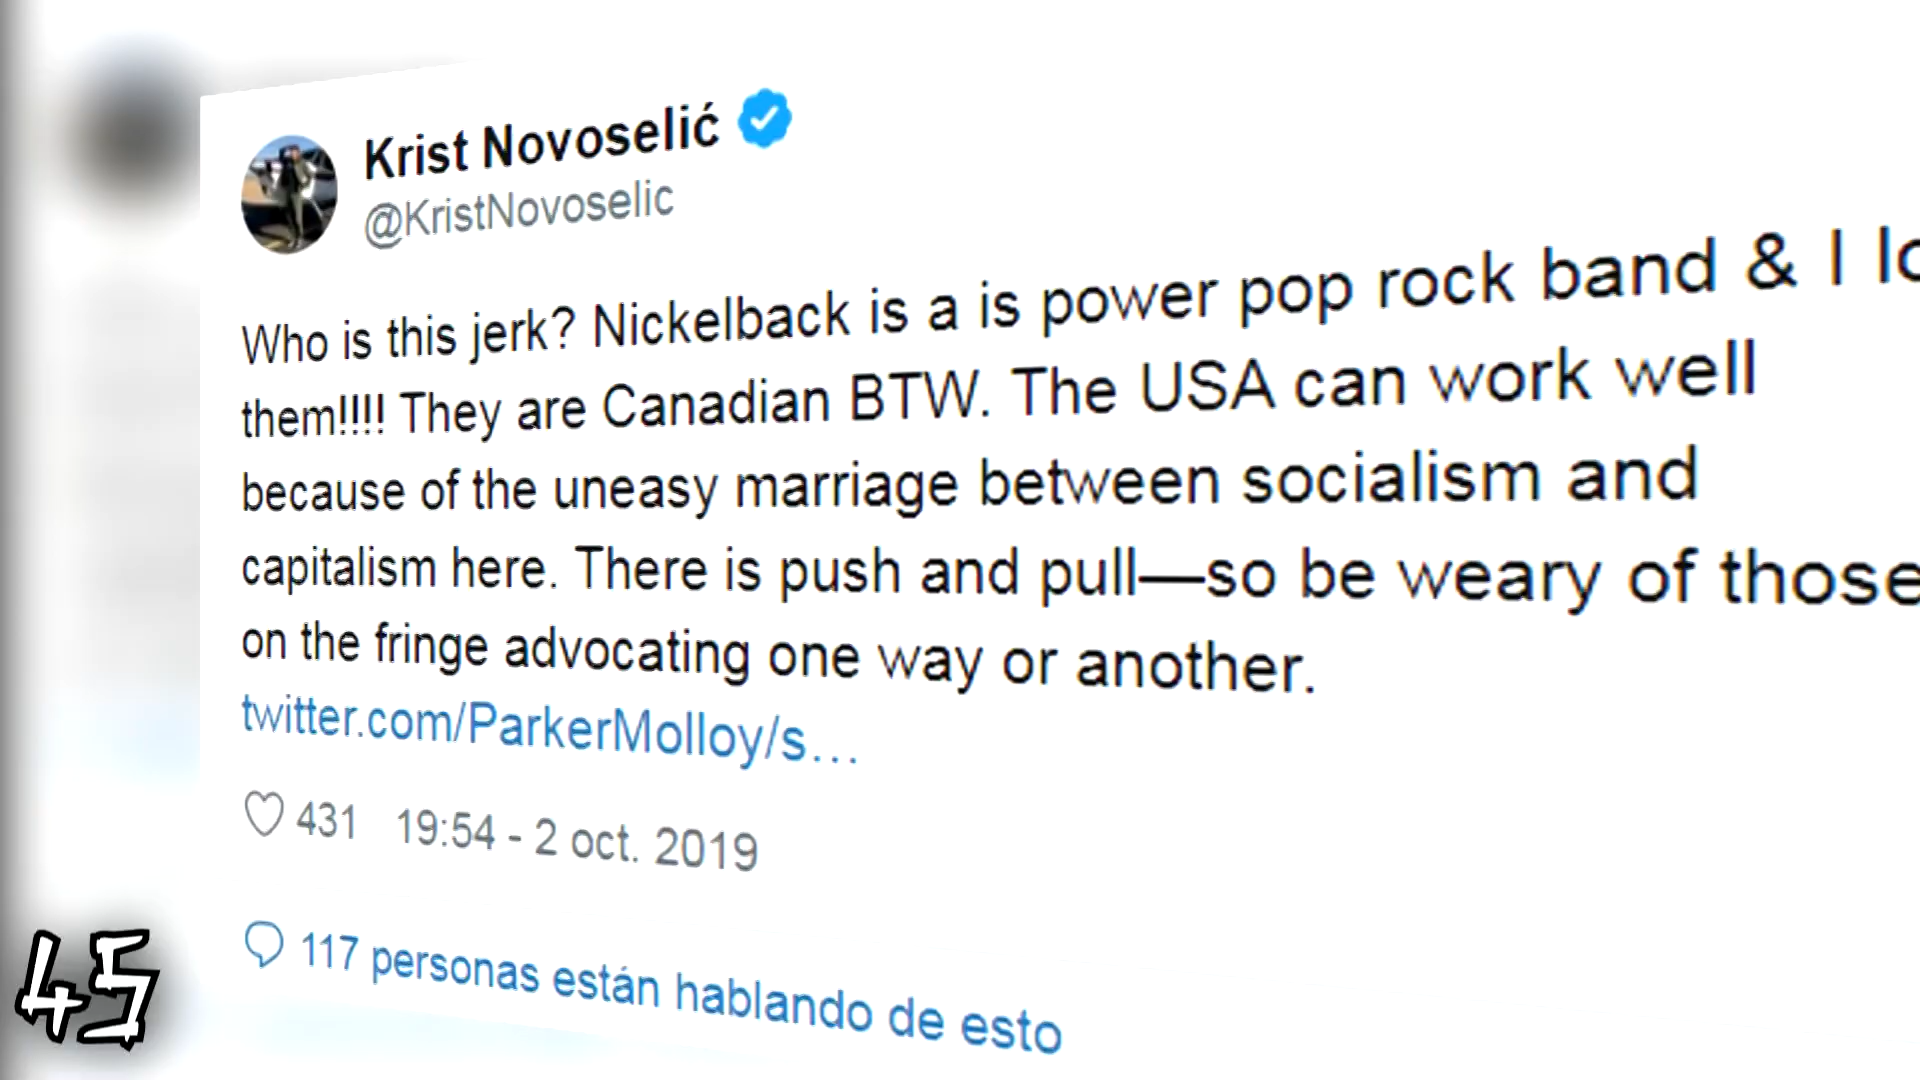 Krist Novoselić
@KristNovoselic
Who is this jerk? Nickelback is a is power pop rock band & I
them!!!! They are Canadian BTW. The USA can work well
because of the uneasy marriage between socialism and
capitalism here. There is push and pull—so be weary of those
on the fringe advocating one way or another.
twitter.com/ParkerMolloy/s…
431 19:54 - 2 oct. 2019
117 personas están hablando de esto
45